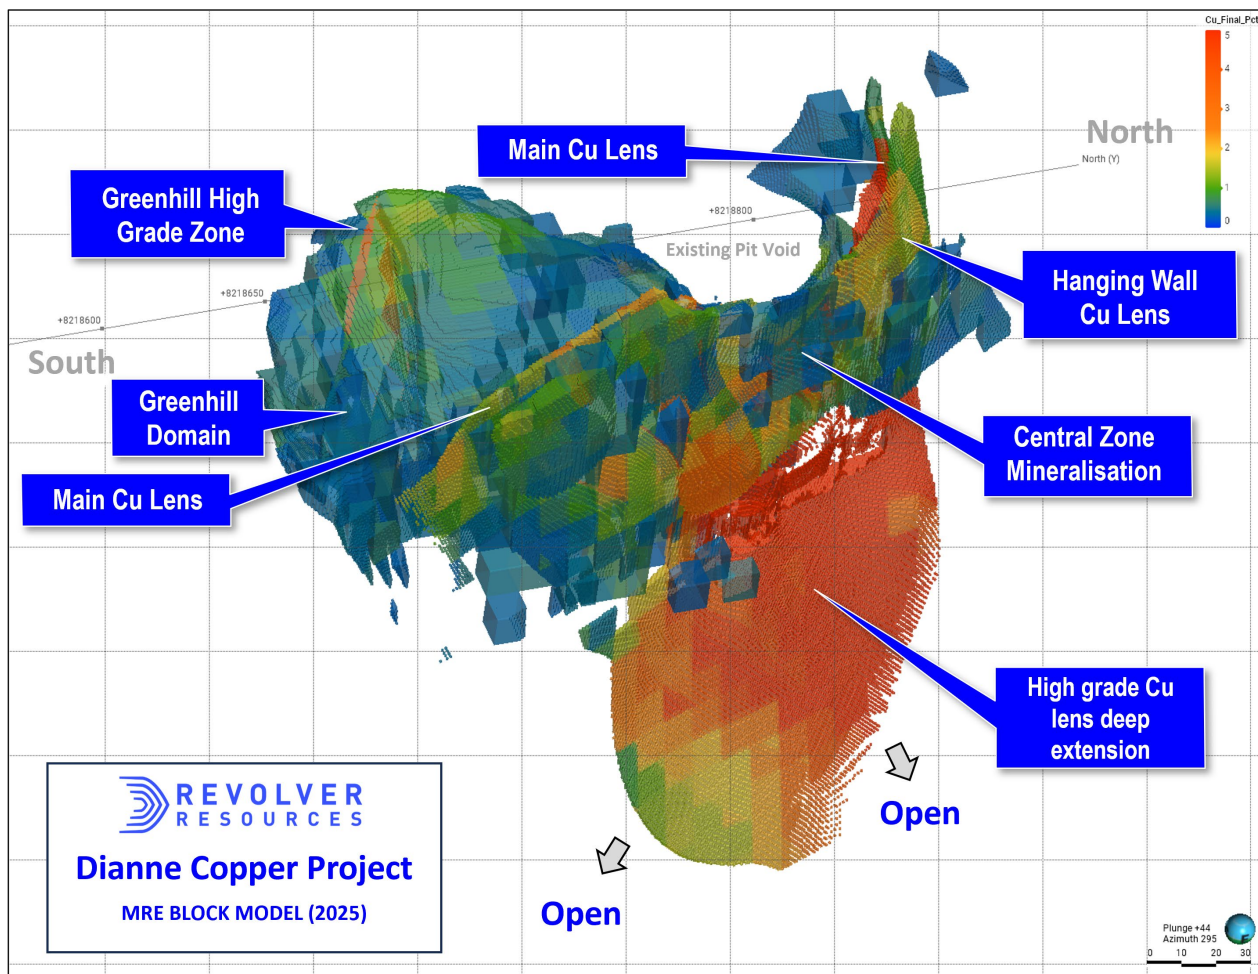 Cu_Final_Pct
5
4
3
2
1
0
North
North (Y)
Main Cu Lens
Greenhill High
Grade Zone
+8218800
Existing Pit Void
Hanging Wall
Cu Lens
+8218650
+8218600
South
Greenhill
Domain
Central Zone
Mineralisation
Main Cu Lens
High grade Cu
lens deep
extension
Open
Open
REVOLVER
RESOURCES
Dianne Copper Project
MRE BLOCK MODEL (2025)
Plunge +44
Azimuth 295
0 10 20 30